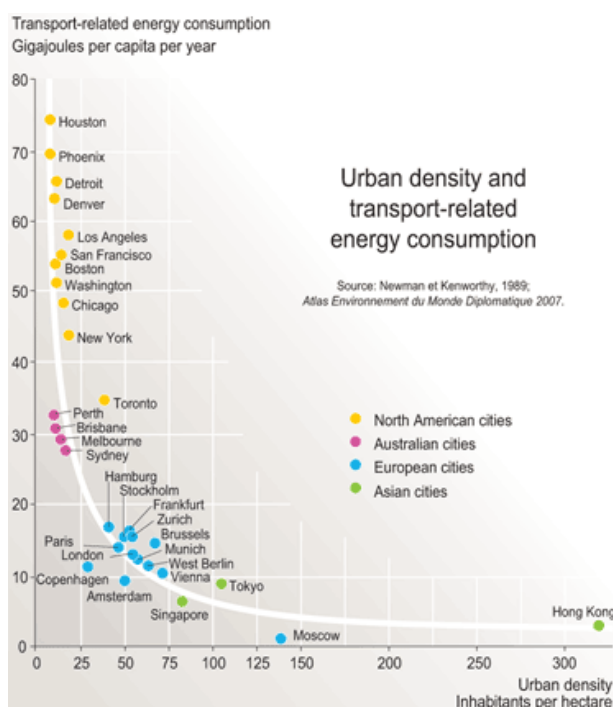 Transport-related energy consumption
Gigajoules per capita per year
80
Houston
70
Phoenix
Detroit
Denver
60
Los Angeles
San Francisco
Boston
Washington
50
Chicago
New York
40
Toronto
Perth
30
Brisbane
Melbourne
Sydney
20
Hamburg
Stockholm
Frankfurt
Zurich
Brussels
Paris
London
Munich
10
West Berlin
Copenhagen
Vienna
Amsterdam
Tokyo
Singapore
Hong Kong
Moscow
0
0 25 50 75 100 125 150 200 250 300
Urban density
Inhabitants per hectare
Urban density and
transport-related
energy consumption
Source: Newman et Kenworthy, 1989;
Atlas Environnement du Monde Diplomatique 2007.
North American cities
Australian cities
European cities
Asian cities